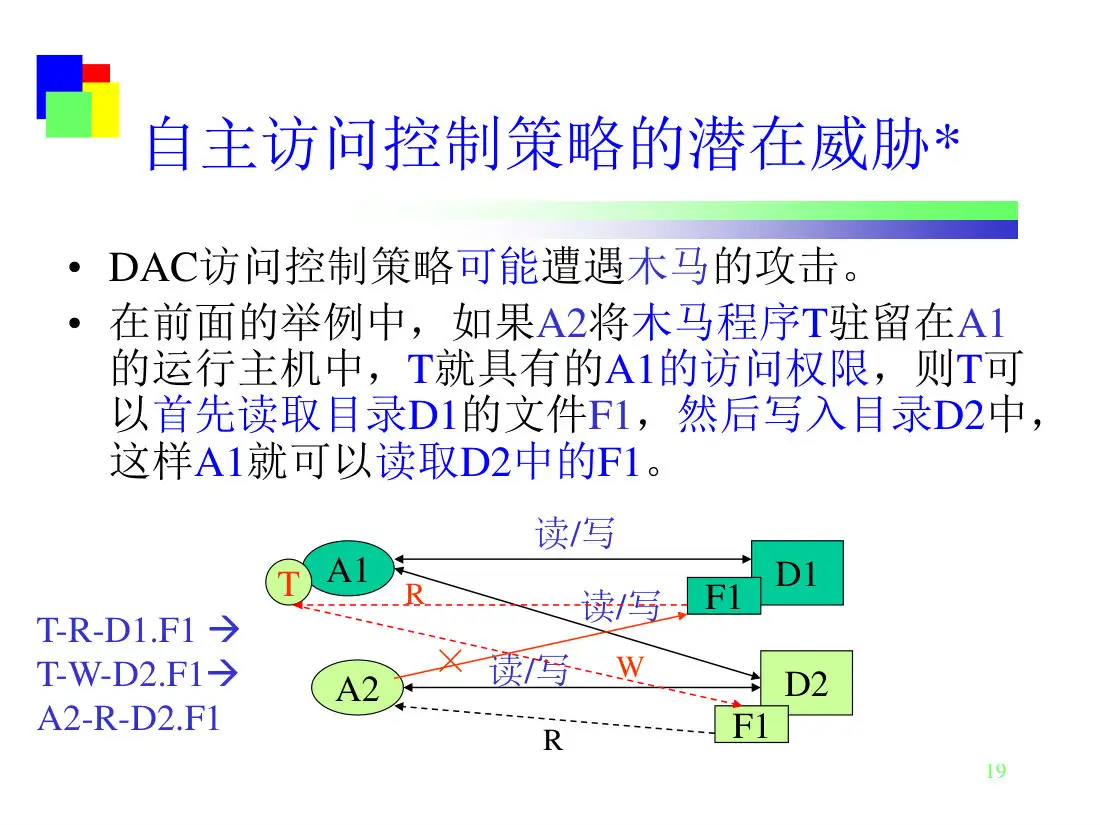 自主访问控制策略的潜在威胁*
• DAC访问控制策略可能遭遇木马的攻击。
• 在前面的举例中，如果A2将木马程序T驻留在A1
的运行主机中，T就具有的A1的访问权限，则T可
以首先读取目录D1的文件F1，然后写入目录D2中，
这样A1就可以读取D2中的F1。
读/写
T
A1
D1
R
读/写
F1
T-R-D1.F1 →
T-W-D2.F1→
A2-R-D2.F1
A2
读/写
W
D2
F1
R
19